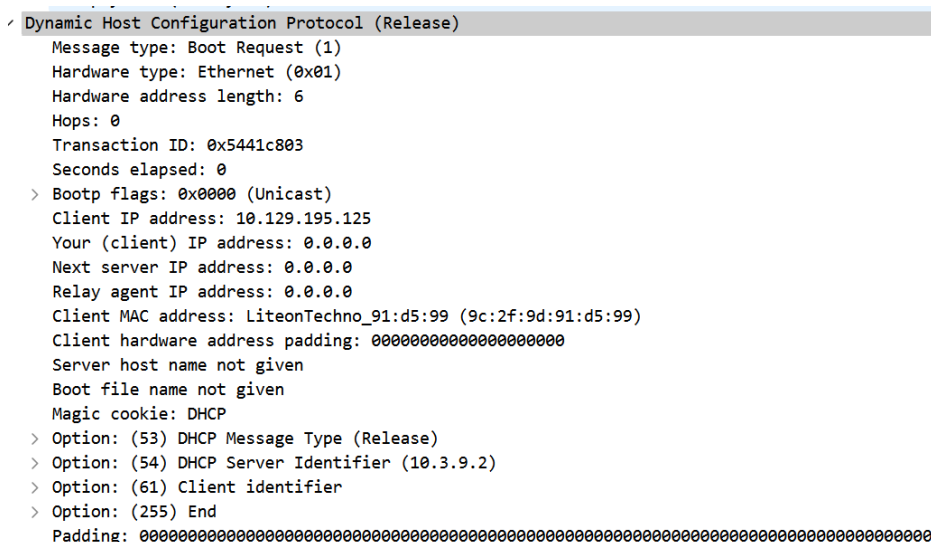 Dynamic Host Configuration Protocol (Release)
Message type: Boot Request (1)
Hardware type: Ethernet (0x01)
Hardware address length: 6
Hops: 0
Transaction ID: 0x5441c803
Seconds elapsed: 0
Bootp flags: 0x0000 (Unicast)
Client IP address: 10.129.195.125
Your (client) IP address: 0.0.0.0
Next server IP address: 0.0.0.0
Relay agent IP address: 0.0.0.0
Client MAC address: LiteonTechno_91:d5:99 (9c:2f:9d:91:d5:99)
Client hardware address padding: 00000000000000000000
Server host name not given
Boot file name not given
Magic cookie: DHCP
Option: (53) DHCP Message Type (Release)
Option: (54) DHCP Server Identifier (10.3.9.2)
Option: (61) Client identifier
Option: (255) End
Padding: 000000000000000000000000000000000000000000000000000000000000000000000000000000000